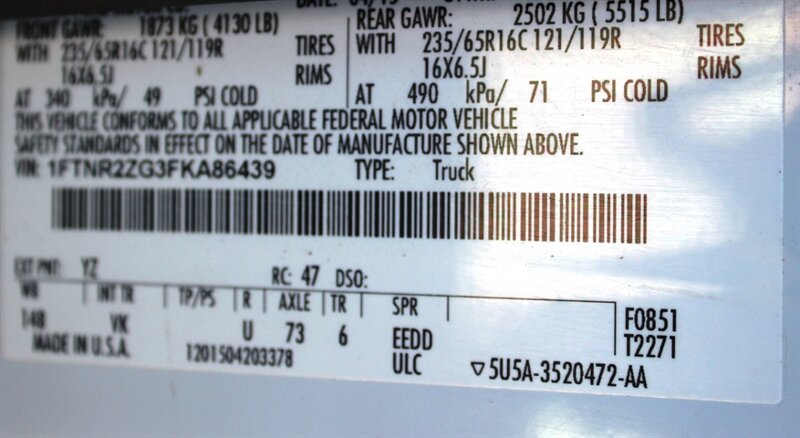 REAR GAWR: 2502 KG ( 5515 LB)
FRONT GAWR: 1873 KG ( 4130 LB)
WITH 235/65R16C 121/119R TIRES WITH 235/65R16C 121/119R TIRES
16X6.5J RIMS 16X6.5J RIMS
AT 340 kPa/ 49 PSI COLD AT 490 kPa/ 71 PSI COLD
THIS VEHICLE CONFORMS TO ALL APPLICABLE FEDERAL MOTOR VEHICLE
SAFETY STANDARDS IN EFFECT ON THE DATE OF MANUFACTURE SHOWN ABOVE.
VIN: 1FTNR2ZG3FKA86439 TYPE: Truck
EXT PNT: YZ RC: 47 DSO:
WB INT TR TP/PS R AXLE TR SPR
148 VK U 73 6 EEDD F0851
MADE IN U.S.A. 1201504203378 ULC T2271
▽5U5A-3520472-AA